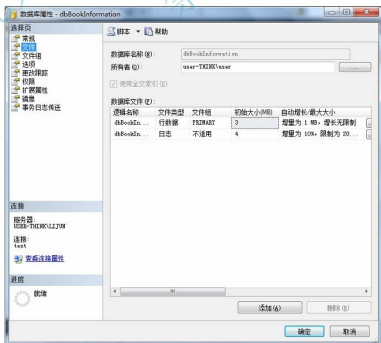 数据库属性 - dbBookInformation
选择页
常规
文件
文件组
选项
更改跟踪
权限
扩展属性
镜像
事务日志传送
脚本
帮助
数据库名称(N):
dbBookInformation
所有者(O):
user-THINK\user
...
使用全文索引(U)
数据库文件(F):
逻辑名称 文件类型 文件组 初始大小(MB) 自动增长/最大大小
dbBookIn... 行数据 PRIMARY 3 增量为 1 MB，增长无限制
dbBookIn... 日志 不适用 4 增量为 10%，限制为 20...
连接
服务器:
USER-THINK\LIJUN
连接:
test
查看连接属性
进度
就绪
添加(A)
删除(R)
确定
取消